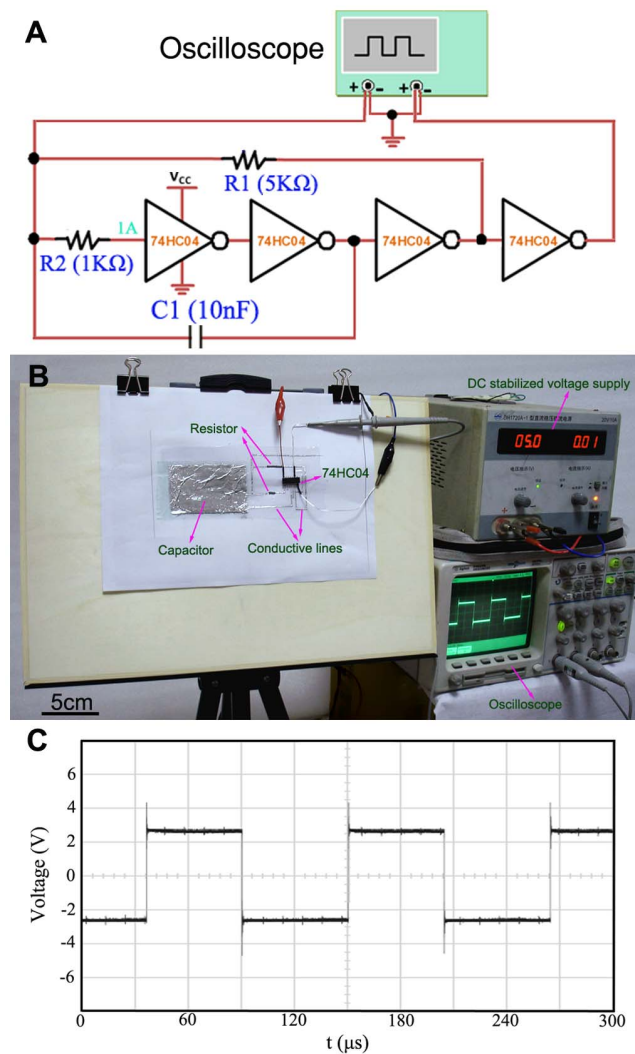 A
Oscilloscope
+ - + -
R1 (5KΩ)
Vcc
1A
74HC04
74HC04
74HC04
74HC04
R2 (1KΩ)
C1 (10nF)
B
DC stabilized voltage supply
05.0 0.01
Resistor
74HC04
Capacitor
Conductive lines
Oscilloscope
5cm
C
Voltage (V)
6
4
2
0
-2
-4
-6
0 60 120 180 240 300
t (μs)